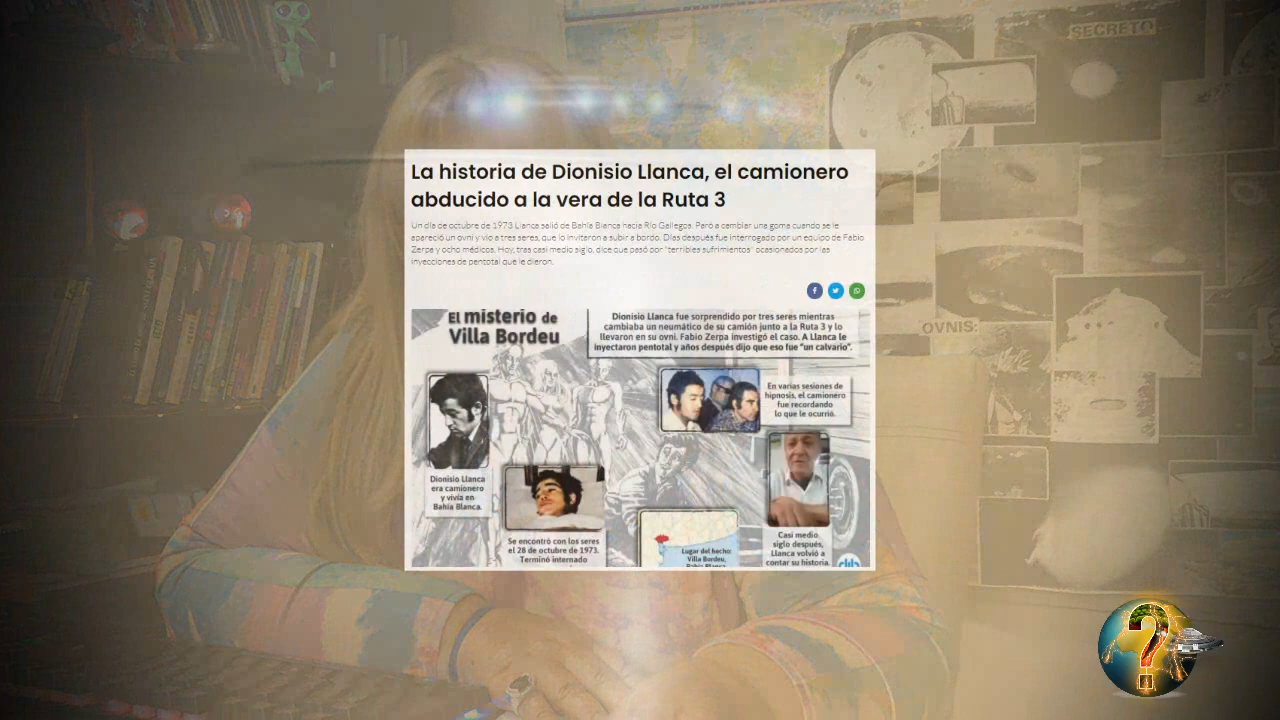 SECRETO
La historia de Dionisio Llanca, el camionero
abducido a la vera de la Ruta 3
Un día de octubre de 1973 Llanca salió de Bahía Blanca hacia Río Gallegos. Paró a cambiar una goma cuando se le
apareció un ovni y vio a tres seres, que lo invitaron a subir a bordo. Días después fue interrogado por un equipo de Fabio
Zerpa y ocho médicos. Hoy, tras casi medio siglo, dice que pasó por "terribles sufrimientos" ocasionados por las
inyecciones de pentotal que le dieron.
El misterio de
Villa Bordeu
Dionisio Llanca fue sorprendido por tres seres mientras
cambiaba un neumático de su camión junto a la Ruta 3 y lo
llevaron en su ovni. Fabio Zerpa investigó el caso. A Llanca le
inyectaron pentotal y años después dijo que eso fue "un calvario".
OVNIS:
En varias sesiones de
hipnosis, el camionero
fue recordando
lo que le ocurrió.
Dionisio Llanca
era camionero
y vivía en
Bahía Blanca.
Se encontró con los seres
el 28 de octubre de 1973.
Terminó internado
Lugar del hecho:
Villa Bordeu,
Bahía Blanca
Casi medio
siglo después,
Llanca volvió a
contar su historia.
?